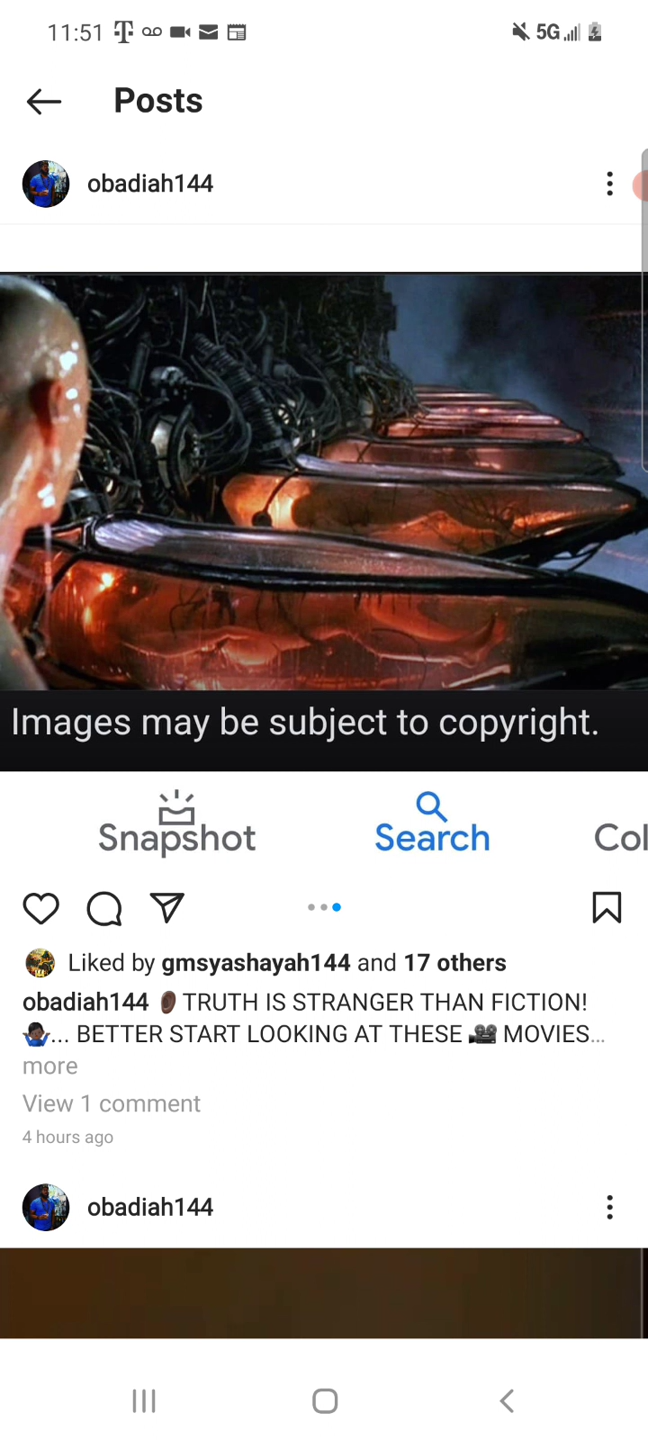 11:51
5G
Posts
obadiah144
Images may be subject to copyright.
Snapshot
Search
Col
Liked by gmsyashayah144 and 17 others
obadiah144 👂🏿TRUTH IS STRANGER THAN FICTION!
🤷🏿‍♂️... BETTER START LOOKING AT THESE 🎥 MOVIES...
more
View 1 comment
4 hours ago
obadiah144